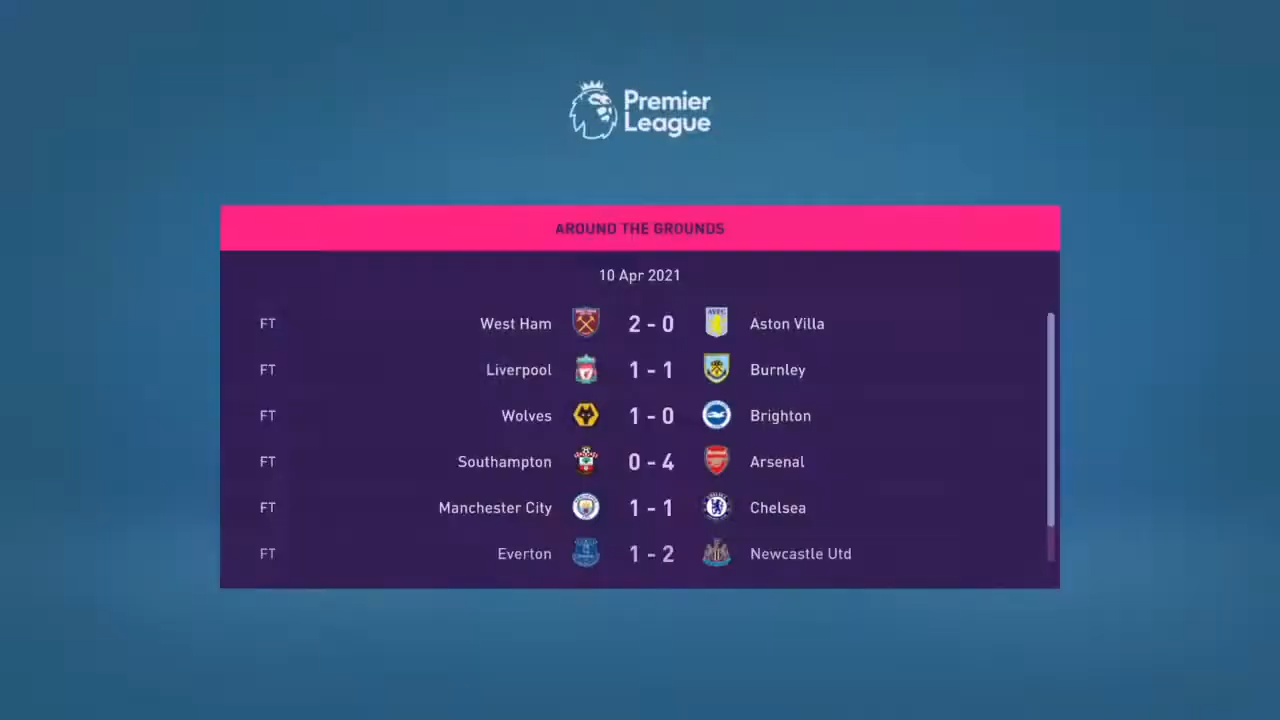 Premier
League
AROUND THE GROUNDS
10 Apr 2021
FT West Ham 2 - 0 Aston Villa
FT Liverpool 1 - 1 Burnley
FT Wolves 1 - 0 Brighton
FT Southampton 0 - 4 Arsenal
FT Manchester City 1 - 1 Chelsea
FT Everton 1 - 2 Newcastle Utd